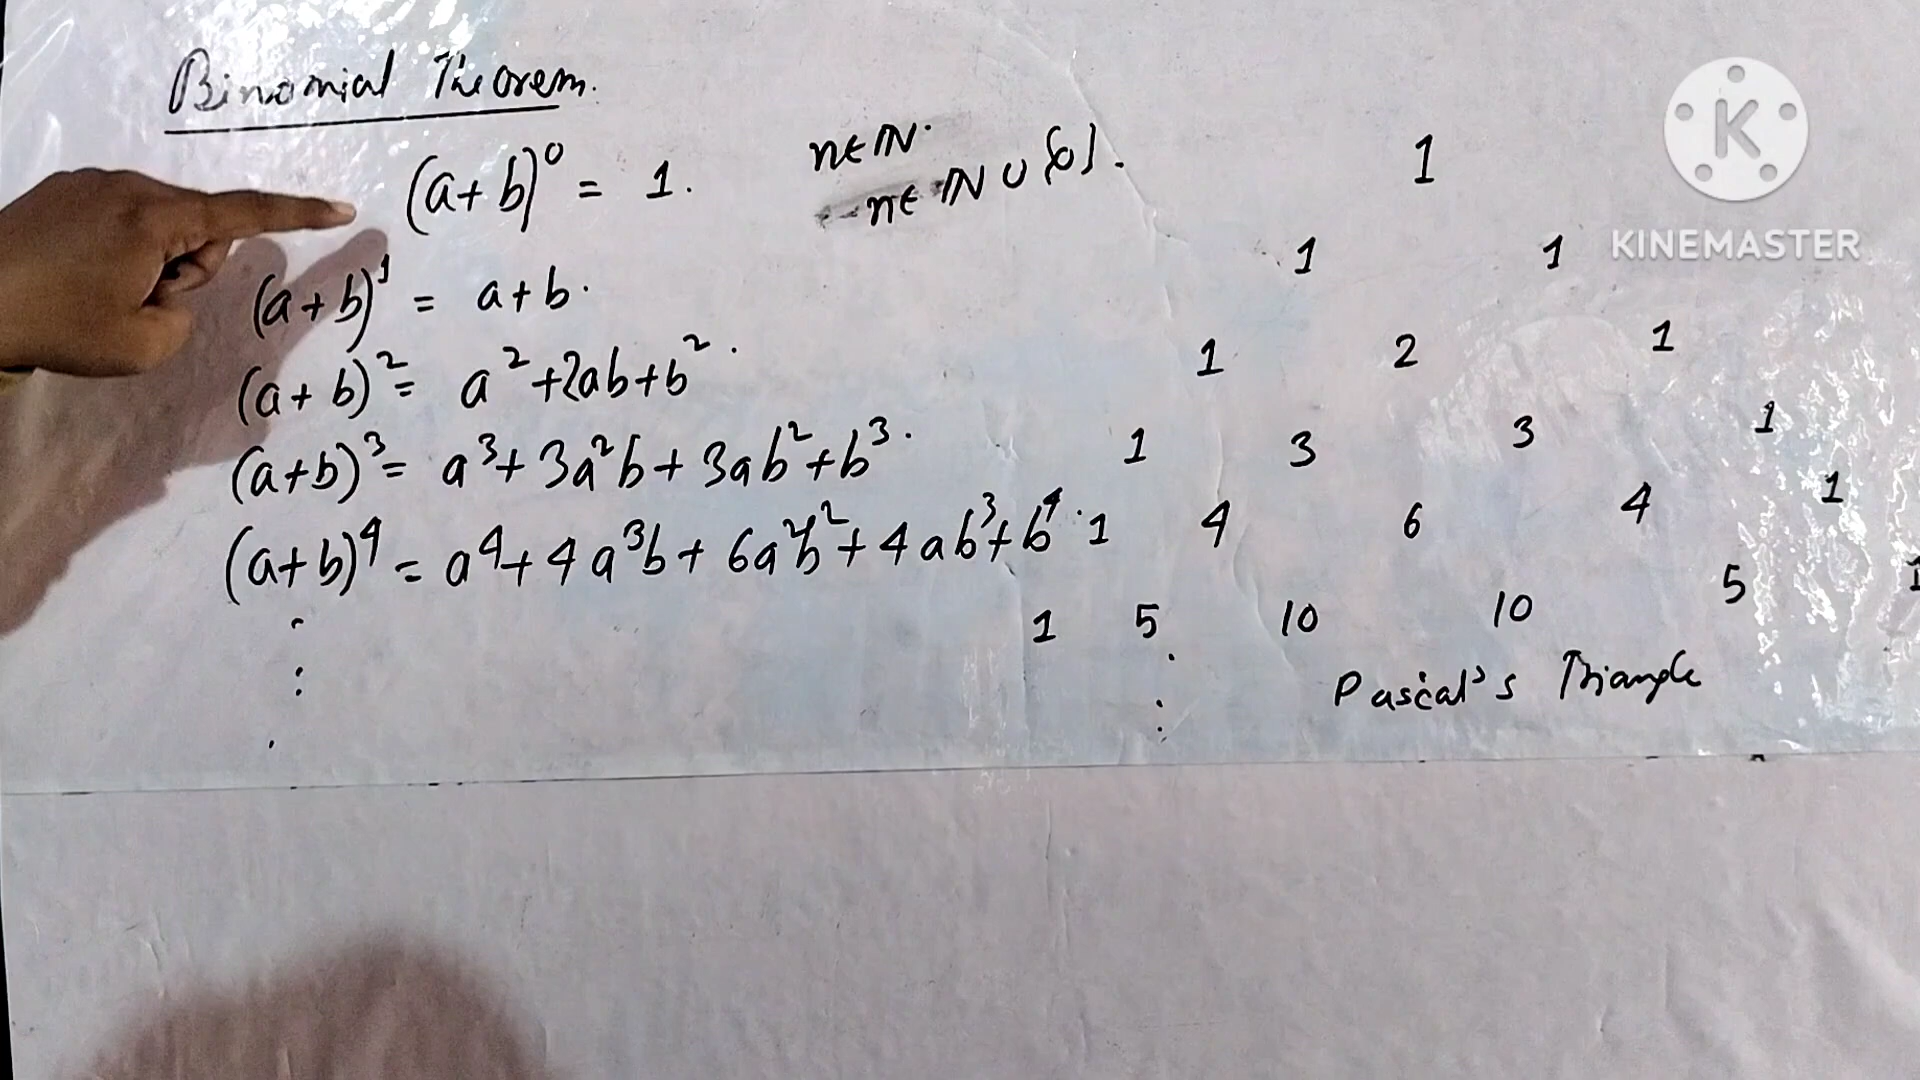 Binomial Theorem.
(a+b)⁰ = 1.
n∈ℕ.
n∈ ℕ ∪ {0}.
(a+b)¹ = a+b.
(a+b)² = a²+2ab+b².
(a+b)³ = a³+3a²b+3ab²+b³.
(a+b)⁴ = a⁴+4a³b+6a²b²+4ab³+b⁴.
:
.
1
1 1
1 2 1
1 3 3 1
1 4 6 4 1
1 5 10 10 5 1
:
Pascal's Triangle
K
KINEMASTER